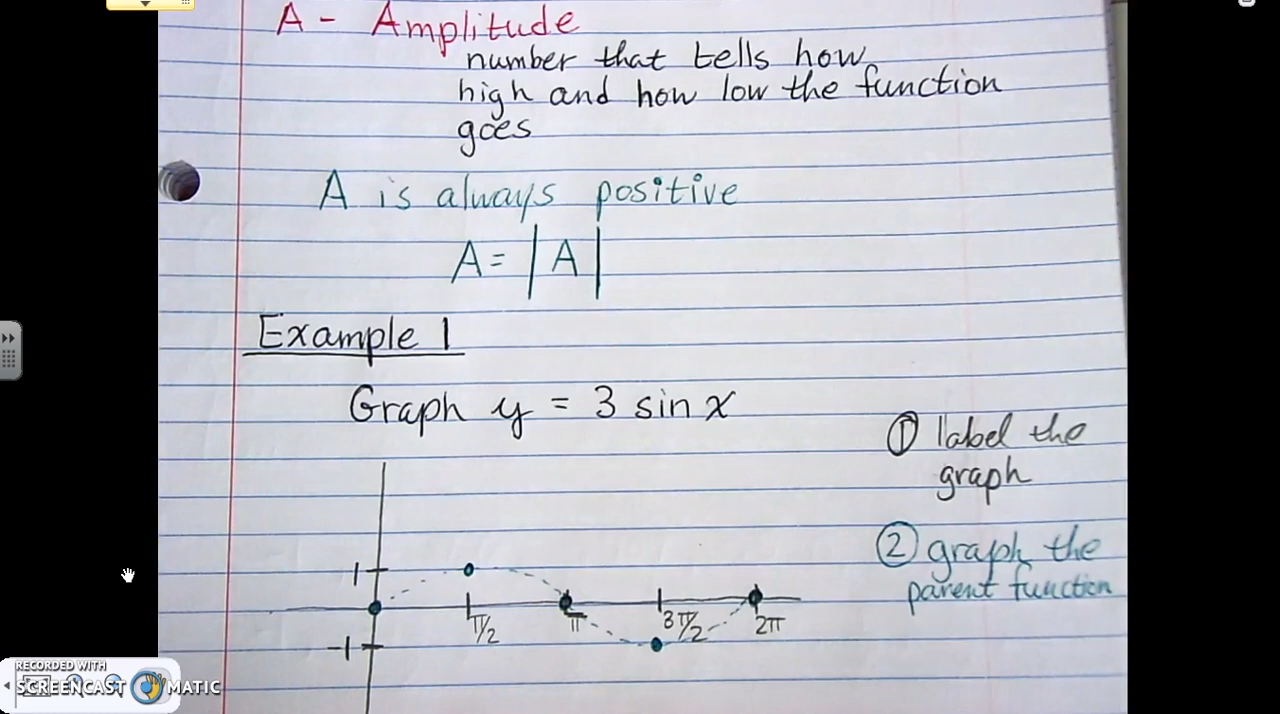 A - Amplitude
number that tells how
high and how low the function
goes
A is always positive
A = |A|
Example 1
Graph y = 3 sin x
① label the
graph
② graph the
parent function
1
π/2
π
3π/2
2π
-1
RECORDED WITH
SCREENCAST MATIC